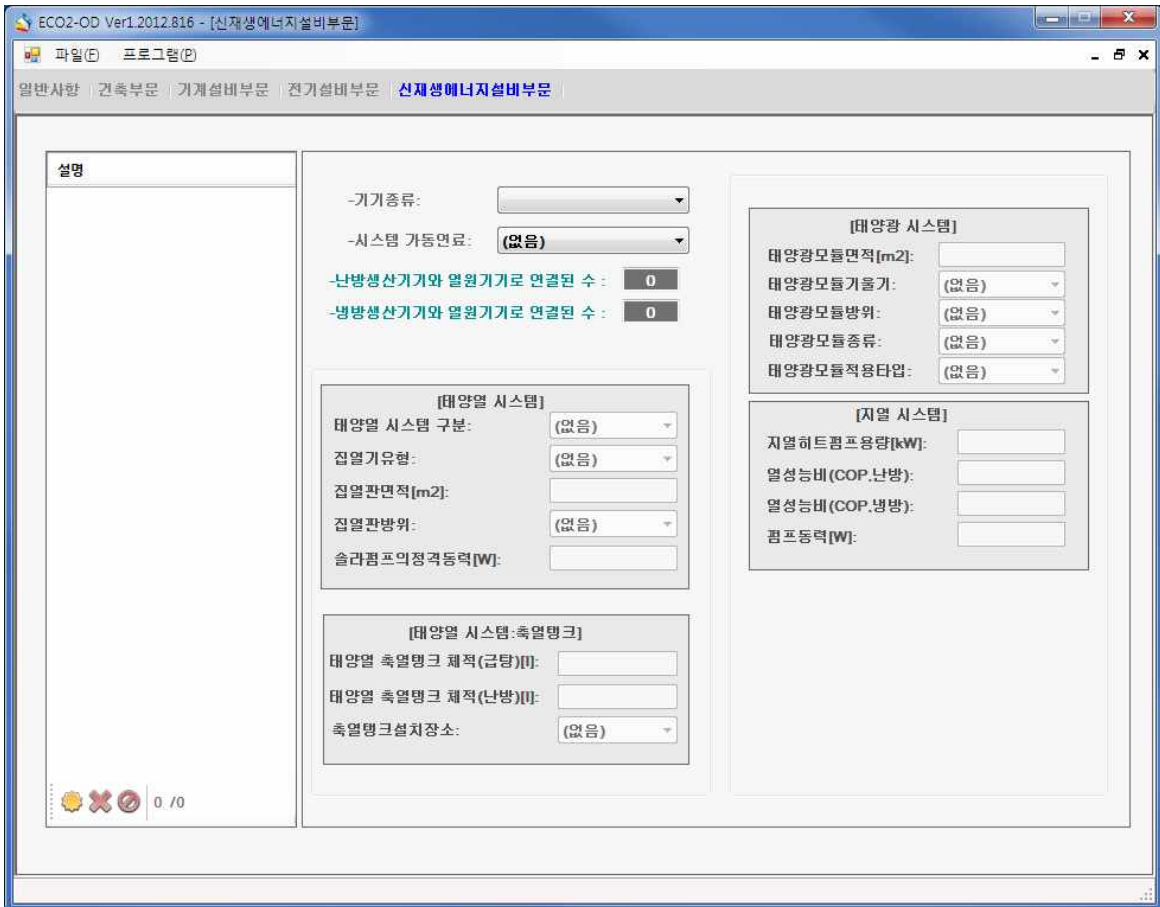 ECO2-OD Ver1.2012.816 - [신재생에너지설비부문]
파일(F) 프로그램(P)
일반사항 건축부문 기계설비부문 전기설비부문 신재생에너지설비부문
설명
-기기종류:
-시스템 가동연료: (없음)
-난방생산기기와 열원기기로 연결된 수 : 0
-냉방생산기기와 열원기기로 연결된 수 : 0
[태양열 시스템]
태양열 시스템 구분: (없음)
집열기유형: (없음)
집열판면적[m2]:
집열판방위: (없음)
솔라펌프의정격동력[W]:
[태양열 시스템:축열탱크]
태양열 축열탱크 체적(급탕)[l]:
태양열 축열탱크 체적(난방)[l]:
축열탱크설치장소: (없음)
[태양광 시스템]
태양광모듈면적[m2]:
태양광모듈기울기: (없음)
태양광모듈방위: (없음)
태양광모듈종류: (없음)
태양광모듈적용타입: (없음)
[지열 시스템]
지열히트펌프용량[kW]:
열성능비(COP.난방):
열성능비(COP.냉방):
펌프동력[W]:
0 /0